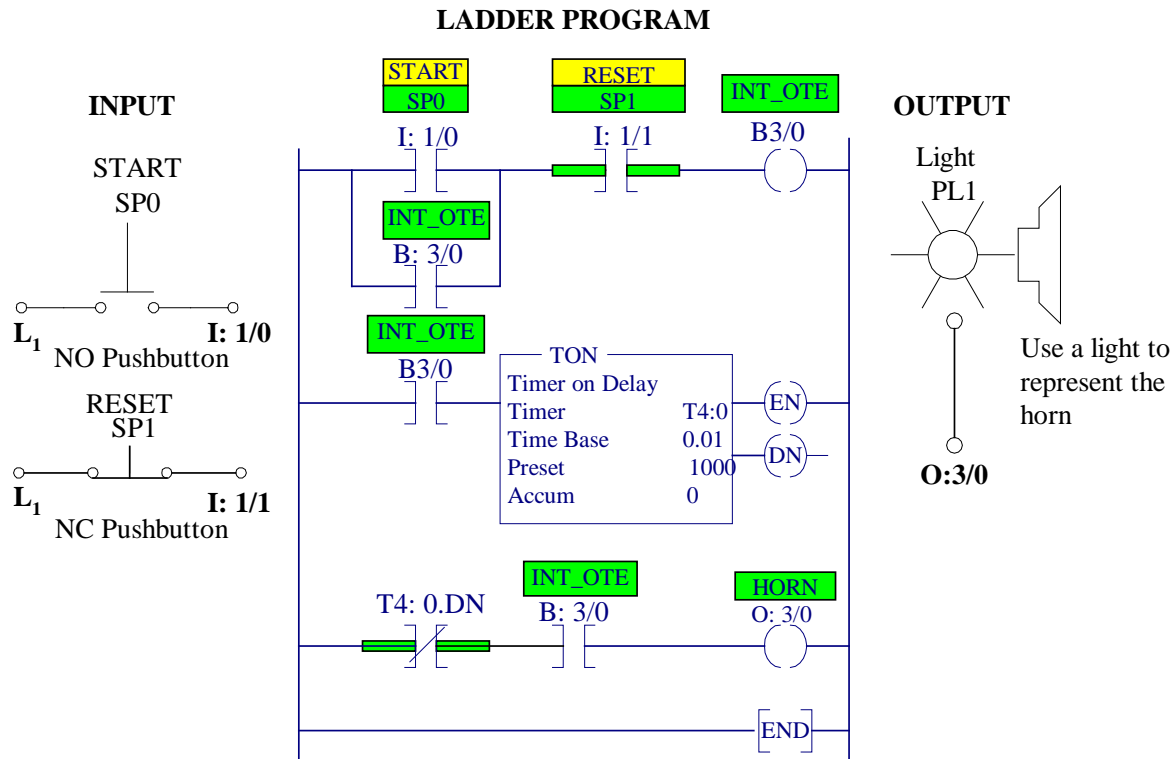 LADDER PROGRAM
INPUT
START
SP0
L1
I: 1/0
NO Pushbutton
RESET
SP1
L1
I: 1/1
NC Pushbutton
START
SP0
I: 1/0
RESET
SP1
I: 1/1
INT_OTE
B3/0
INT_OTE
B: 3/0
INT_OTE
B3/0
TON
Timer on Delay
Timer T4:0
Time Base 0.01
Preset 1000
Accum 0
EN
DN
T4: 0.DN
INT_OTE
B: 3/0
HORN
O: 3/0
END
OUTPUT
Light
PL1
Use a light to
represent the
horn
O:3/0